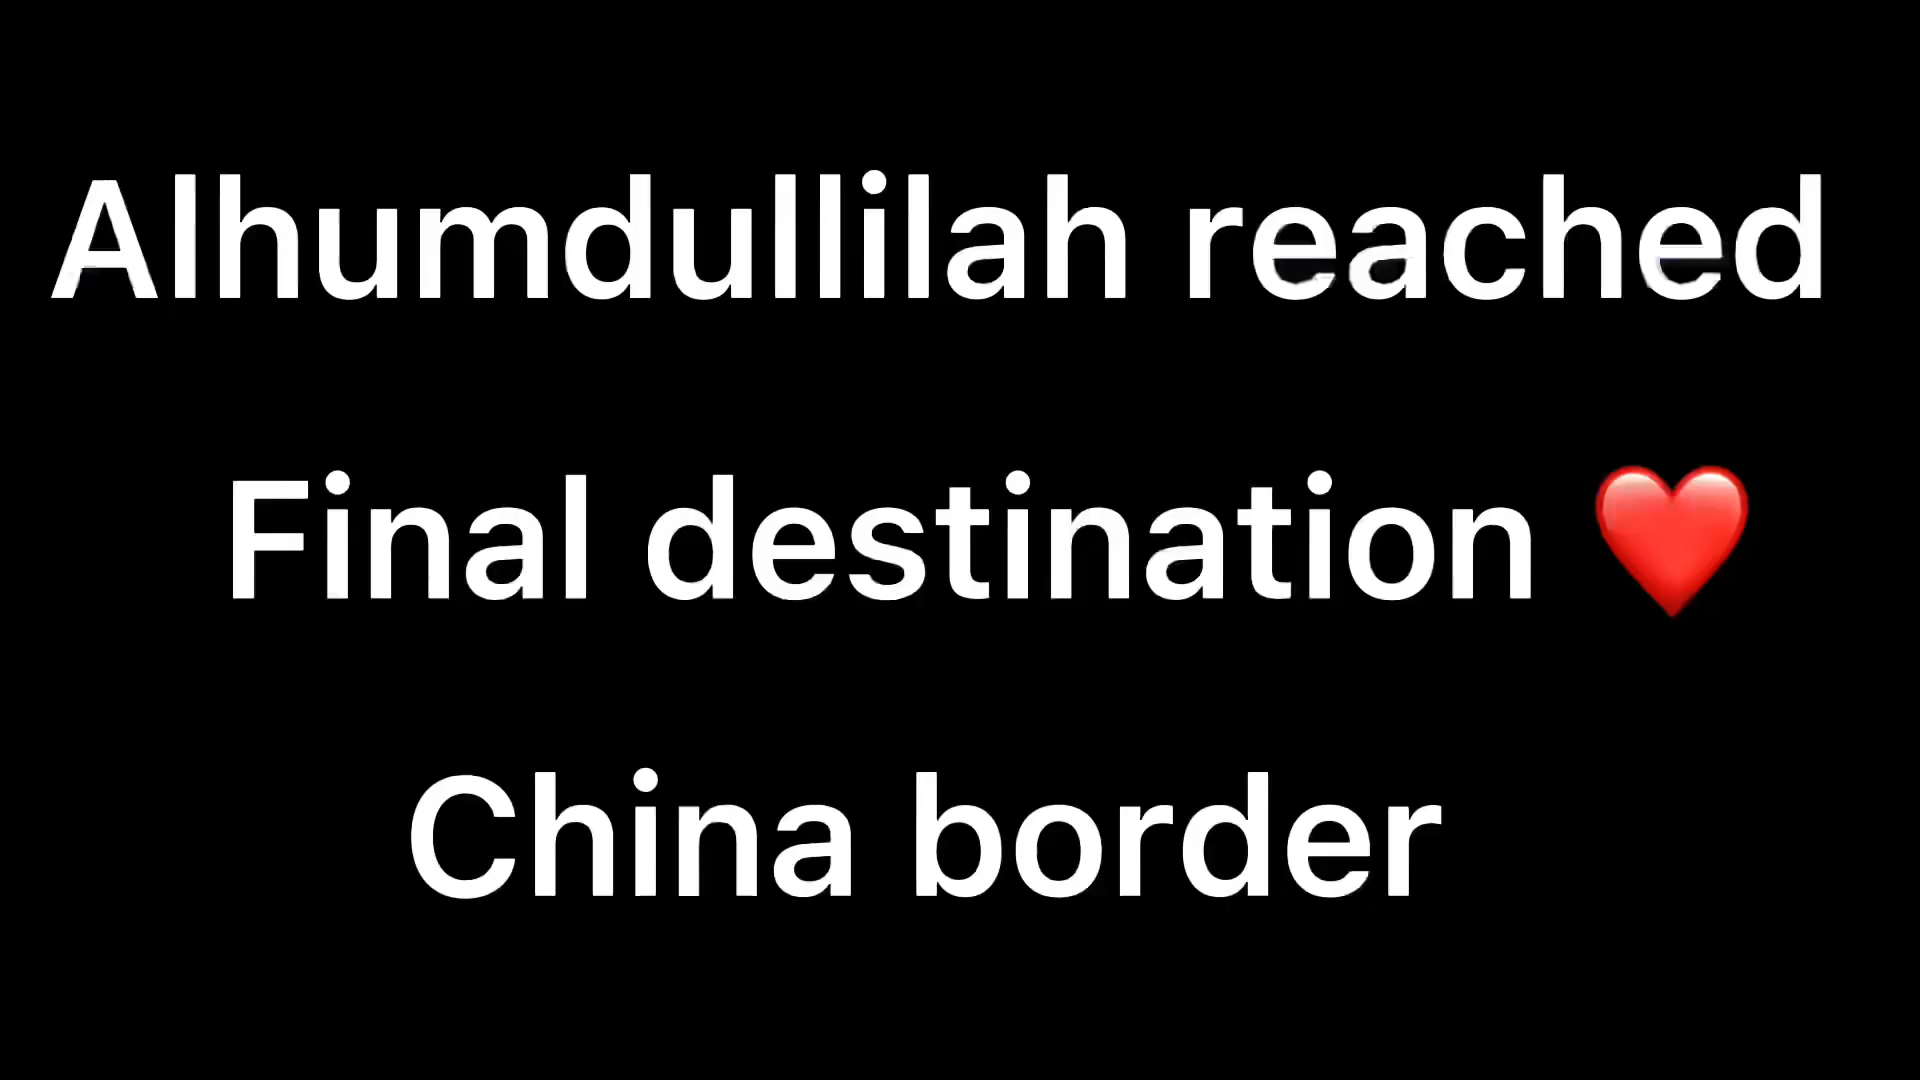 Alhumdullilah reached
Final destination ❤️
China border